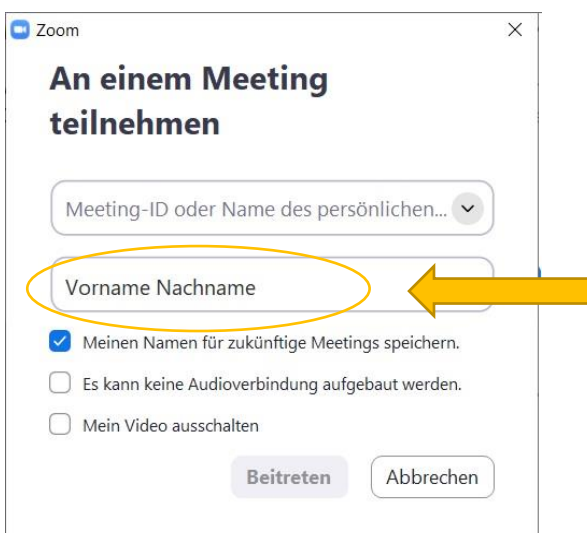 Zoom
An einem Meeting
teilnehmen
Meeting-ID oder Name des persönlichen...
Vorname Nachname
Meinen Namen für zukünftige Meetings speichern.
Es kann keine Audioverbindung aufgebaut werden.
Mein Video ausschalten
Beitreten Abbrechen